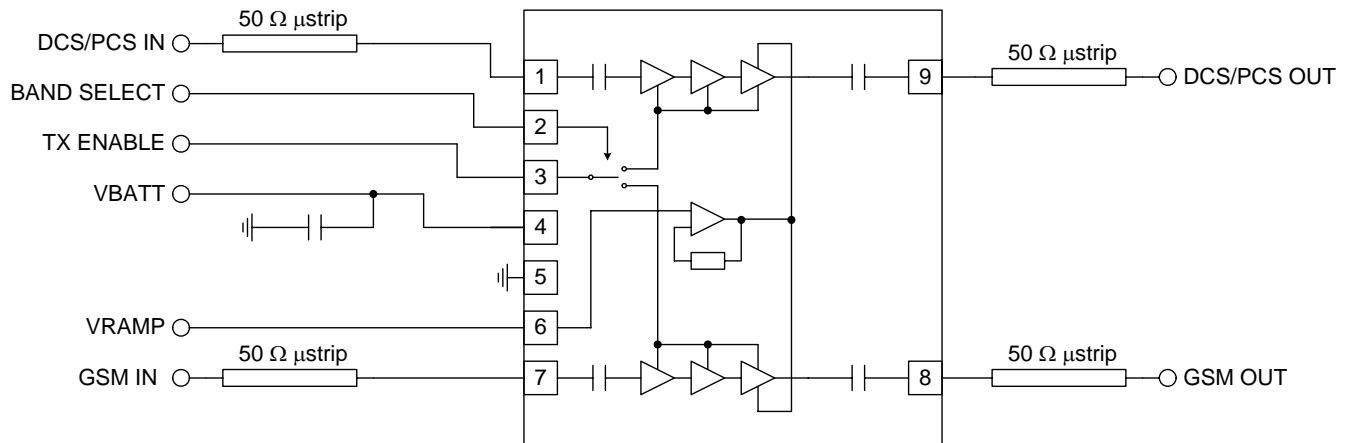 50 Ω μstrip
DCS/PCS IN
1
9
50 Ω μstrip
DCS/PCS OUT
BAND SELECT
2
TX ENABLE
3
VBATT
4
5
VRAMP
6
50 Ω μstrip
GSM IN
7
8
50 Ω μstrip
GSM OUT